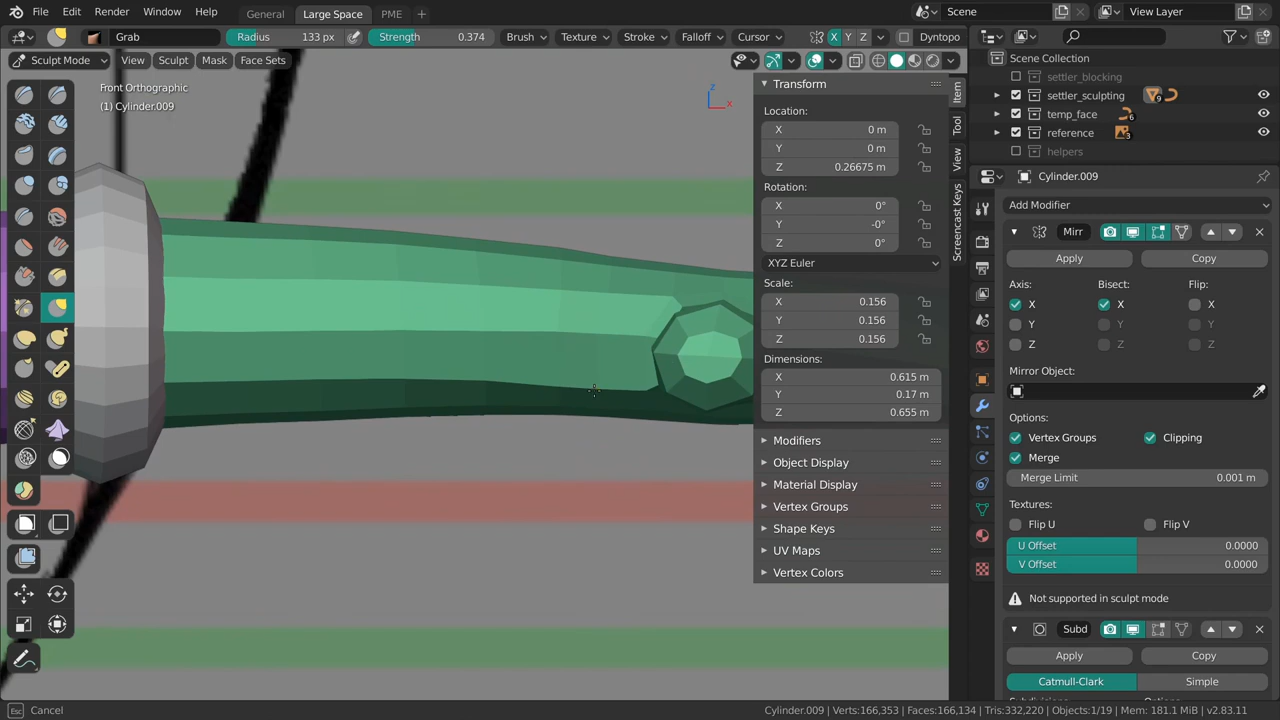 File Edit Render Window Help General Large Space PME + Scene View Layer
Grab Radius 133 px Strength 0.374 Brush Texture Stroke Falloff Cursor X Y Z Dyntopo
Sculpt Mode View Sculpt Mask Face Sets
Front Orthographic
(1) Cylinder.009
Z
X
Transform
Location:
X 0 m
Y 0 m
Z 0.26675 m
Rotation:
X 0°
Y -0°
Z 0°
XYZ Euler
Scale:
X 0.156
Y 0.156
Z 0.156
Dimensions:
X 0.615 m
Y 0.17 m
Z 0.655 m
Modifiers
Object Display
Material Display
Vertex Groups
Shape Keys
UV Maps
Vertex Colors
Item
Tool
View
Screencast Keys
Scene Collection
settler_blocking
settler_sculpting 9
temp_face 6
reference 3
helpers
Cylinder.009
Add Modifier
Mirr
Apply Copy
Axis: Bisect: Flip:
X X X
Y Y Y
Z Z Z
Mirror Object:
Options:
Vertex Groups Clipping
Merge
Merge Limit 0.001 m
Textures:
Flip U Flip V
U Offset 0.0000
V Offset 0.0000
Not supported in sculpt mode
Subd
Apply Copy
Catmull-Clark Simple
Esc Cancel
Cylinder.009 | Verts:166,353 | Faces:166,134 | Tris:332,220 | Objects:1/19 | Mem: 181.1 MiB | v2.83.11